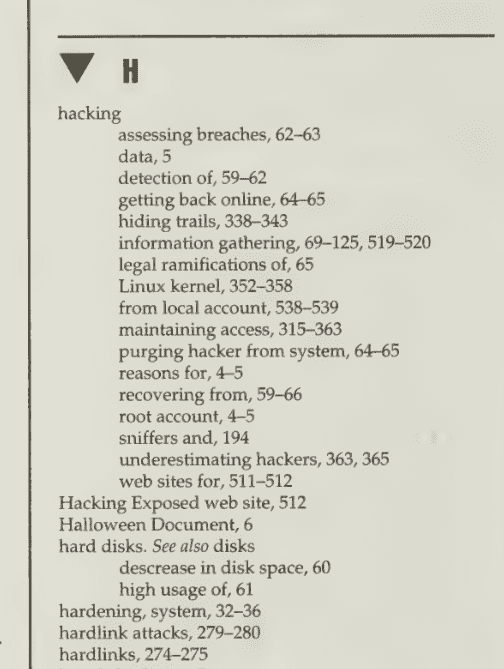 H
hacking
assessing breaches, 62–63
data, 5
detection of, 59–62
getting back online, 64–65
hiding trails, 338–343
information gathering, 69–125, 519–520
legal ramifications of, 65
Linux kernel, 352–358
from local account, 538–539
maintaining access, 315–363
purging hacker from system, 64–65
reasons for, 4–5
recovering from, 59–66
root account, 4–5
sniffers and, 194
underestimating hackers, 363, 365
web sites for, 511–512
Hacking Exposed web site, 512
Halloween Document, 6
hard disks. See also disks
descrease in disk space, 60
high usage of, 61
hardening, system, 32–36
hardlink attacks, 279–280
hardlinks, 274–275